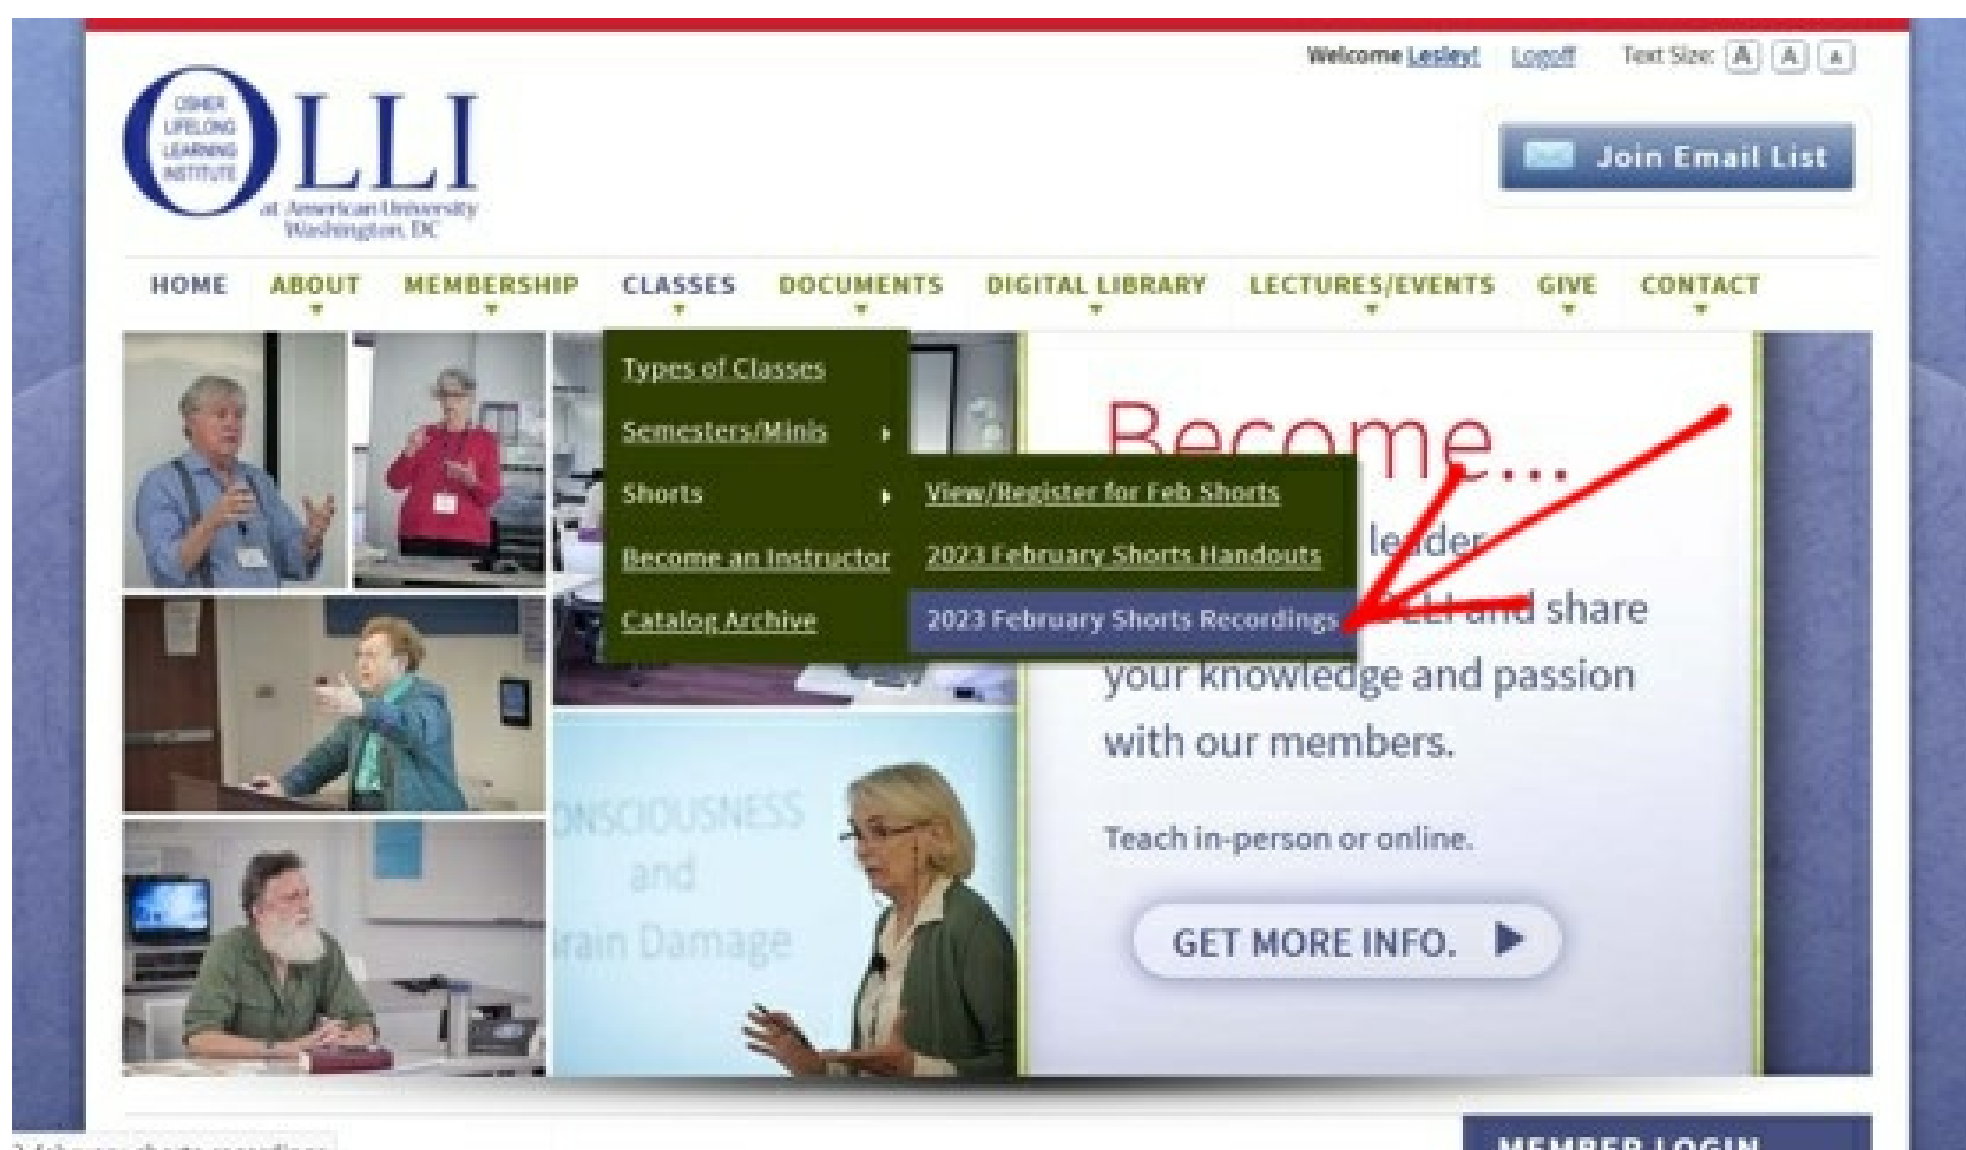 Welcome Lesley! Logoff Text Size: A A A
OSHER
LIFELONG
LEARNING
INSTITUTE
OLLI
at American University
Washington, DC
Join Email List
HOME ABOUT MEMBERSHIP CLASSES DOCUMENTS DIGITAL LIBRARY LECTURES/EVENTS GIVE CONTACT
Types of Classes
Semesters/Minis
Shorts
Become an Instructor
Catalog Archive
View/Register for Feb Shorts
2023 February Shorts Handouts
2023 February Shorts Recordings
Become...
leader
and share
your knowledge and passion
with our members.
Teach in-person or online.
GET MORE INFO.
and
Damage
MEMBER LOGIN